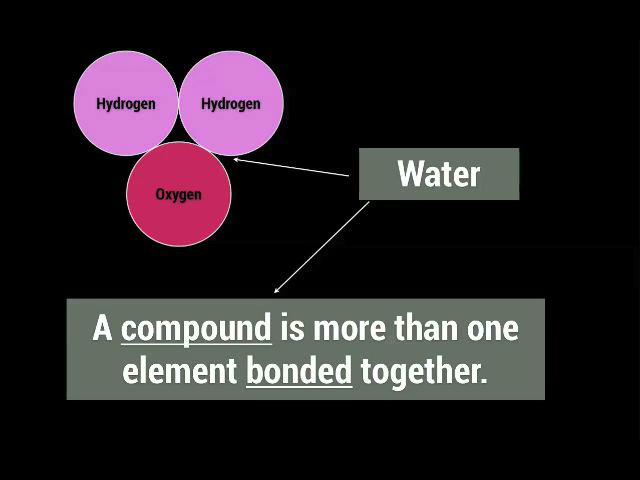 Hydrogen Hydrogen
Oxygen
Water
A compound is more than one
element bonded together.